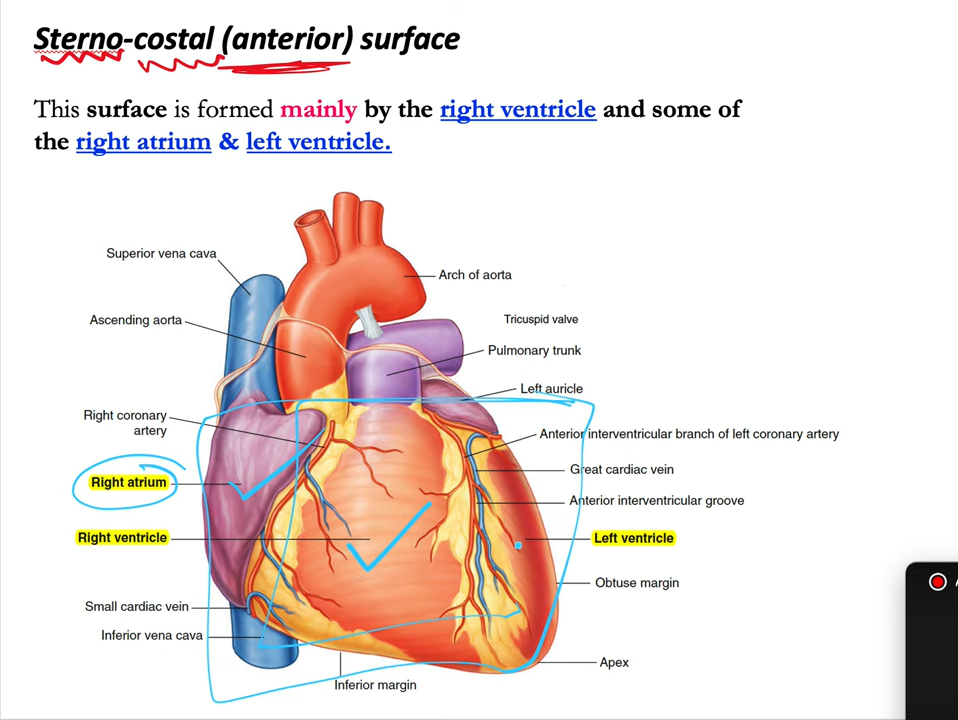 Sterno-costal (anterior) surface
This surface is formed mainly by the right ventricle and some of
the right atrium & left ventricle.
Superior vena cava
Arch of aorta
Ascending aorta
Tricuspid valve
Pulmonary trunk
Left auricle
Right coronary
artery
Anterior interventricular branch of left coronary artery
Great cardiac vein
Right atrium
Anterior interventricular groove
Right ventricle
Left ventricle
Obtuse margin
Small cardiac vein
Inferior vena cava
Apex
Inferior margin